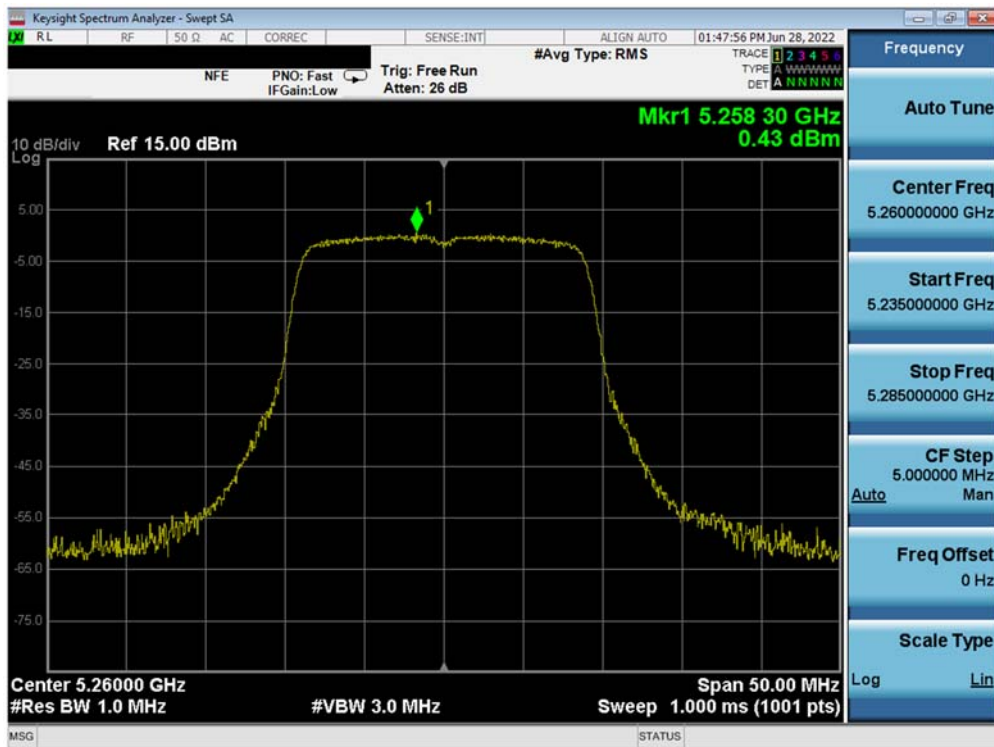 Keysight Spectrum Analyzer - Swept SA
LXI RL RF 50 Ω AC CORREC SENSE:INT ALIGN AUTO 01:47:56 PM Jun 28, 2022
NFE PNO: Fast Trig: Free Run #Avg Type: RMS TRACE 1 2 3 4 5 6
IFGain:Low Atten: 26 dB TYPE A WWWWW
DET A N N N N N
Mkr1 5.258 30 GHz
0.43 dBm
10 dB/div Ref 15.00 dBm
Log
1
5.00
-5.00
-15.0
-25.0
-35.0
-45.0
-55.0
-65.0
-75.0
Center 5.26000 GHz Span 50.00 MHz
#Res BW 1.0 MHz #VBW 3.0 MHz Sweep 1.000 ms (1001 pts)
MSG STATUS
Frequency
Auto Tune
Center Freq
5.260000000 GHz
Start Freq
5.235000000 GHz
Stop Freq
5.285000000 GHz
CF Step
5.000000 MHz
Auto Man
Freq Offset
0 Hz
Scale Type
Log Lin